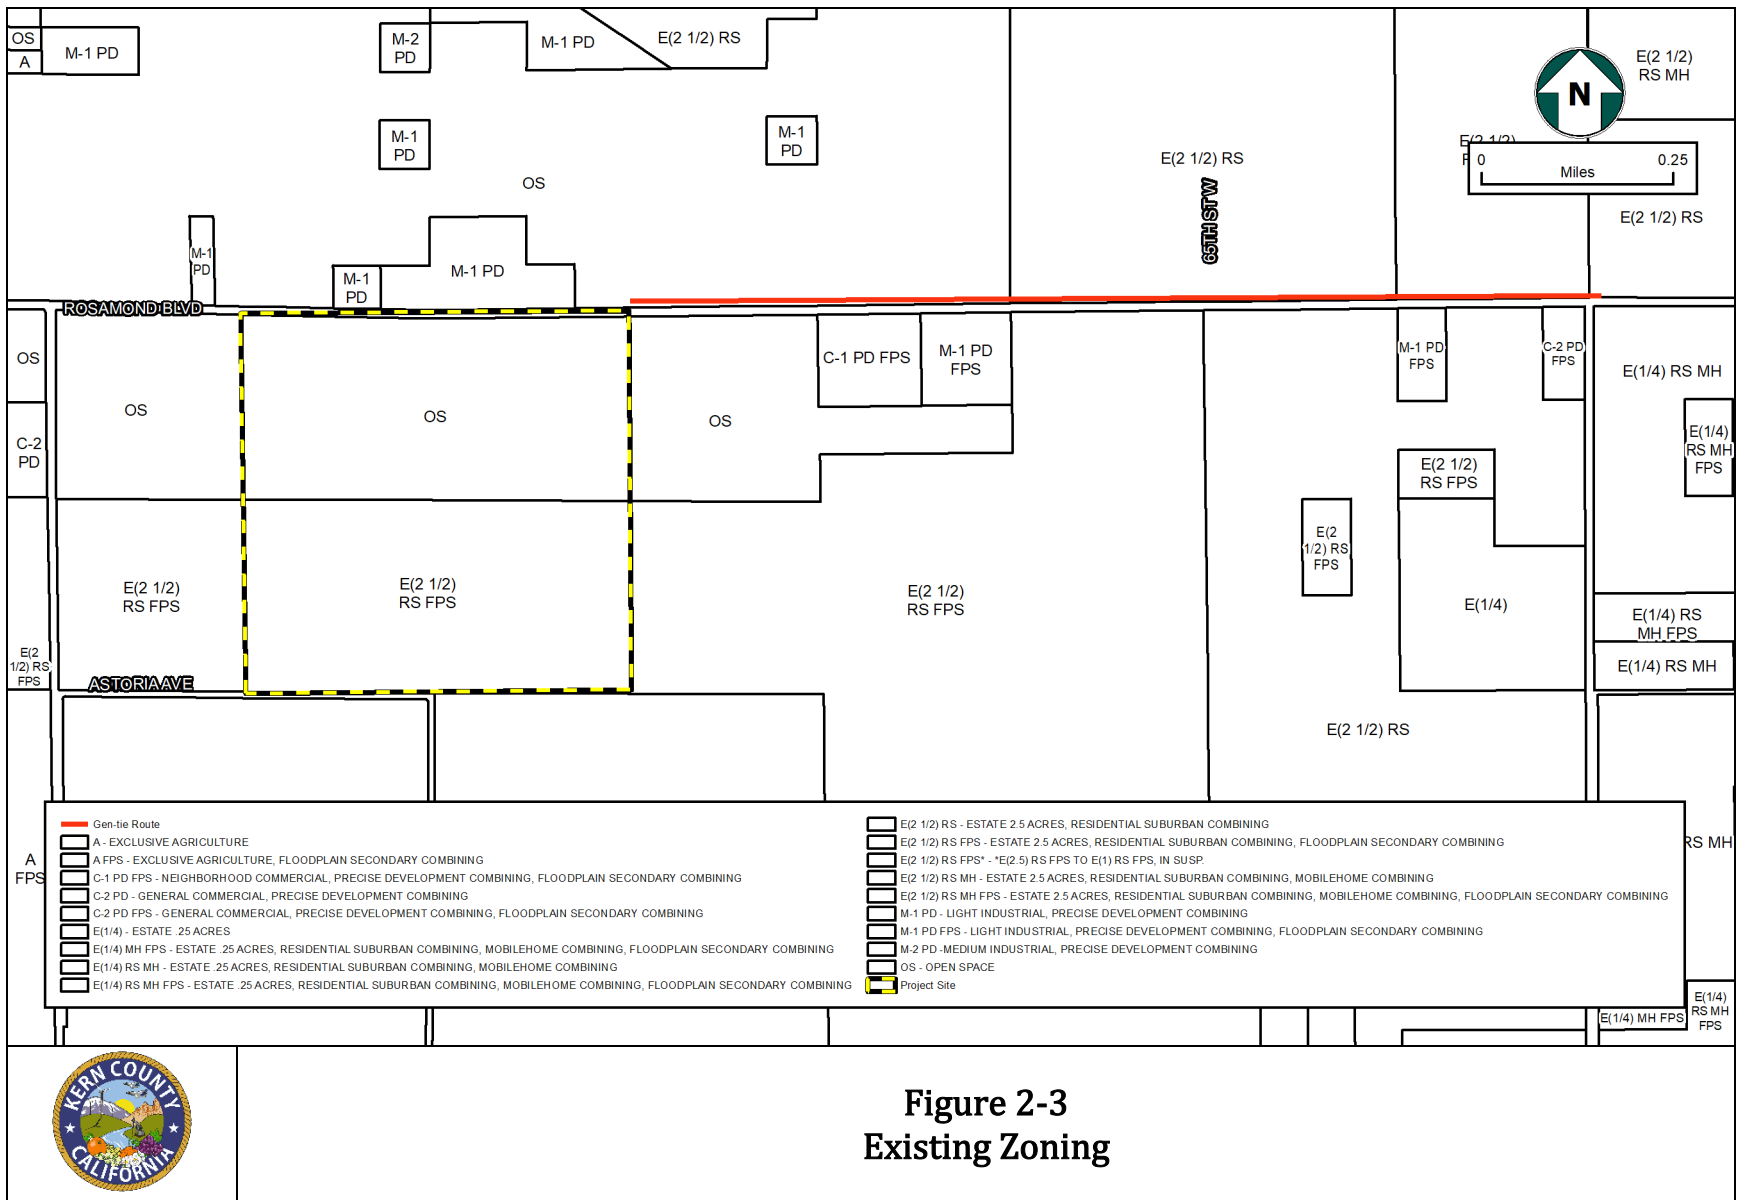 OS
A
M-1 PD
M-2
PD
M-1 PD
E(2 1/2) RS
E(2 1/2)
RS MH
N
M-1
PD
M-1
PD
OS
E(2 1/2) RS
65TH ST W
E(2 1/2)
0
0.25
Miles
E(2 1/2) RS
M-1
PD
M-1
PD
M-1 PD
ROSAMOND BLVD
OS
OS
OS
OS
C-1 PD FPS
M-1 PD
FPS
M-1 PD
FPS
C-2 PD
FPS
E(1/4) RS MH
C-2
PD
E(1/4)
RS MH
FPS
E(2 1/2)
RS FPS
E(2
1/2) RS
FPS
E(2 1/2)
RS FPS
E(2 1/2)
RS FPS
E(2 1/2)
RS FPS
E(1/4)
E(1/4) RS
MH FPS
E(1/4) RS MH
E(2
1/2) RS
FPS
ASTORIA AVE
E(2 1/2) RS
A
FPS
RS MH
Gen-tie Route
A - EXCLUSIVE AGRICULTURE
A FPS - EXCLUSIVE AGRICULTURE, FLOODPLAIN SECONDARY COMBINING
C-1 PD FPS - NEIGHBORHOOD COMMERCIAL, PRECISE DEVELOPMENT COMBINING, FLOODPLAIN SECONDARY COMBINING
C-2 PD - GENERAL COMMERCIAL, PRECISE DEVELOPMENT COMBINING
C-2 PD FPS - GENERAL COMMERCIAL, PRECISE DEVELOPMENT COMBINING, FLOODPLAIN SECONDARY COMBINING
E(1/4) - ESTATE .25 ACRES
E(1/4) MH FPS - ESTATE .25 ACRES, RESIDENTIAL SUBURBAN COMBINING, MOBILEHOME COMBINING, FLOODPLAIN SECONDARY COMBINING
E(1/4) RS MH - ESTATE .25 ACRES, RESIDENTIAL SUBURBAN COMBINING, MOBILEHOME COMBINING
E(1/4) RS MH FPS - ESTATE .25 ACRES, RESIDENTIAL SUBURBAN COMBINING, MOBILEHOME COMBINING, FLOODPLAIN SECONDARY COMBINING
E(2 1/2) RS - ESTATE 2.5 ACRES, RESIDENTIAL SUBURBAN COMBINING
E(2 1/2) RS FPS - ESTATE 2.5 ACRES, RESIDENTIAL SUBURBAN COMBINING, FLOODPLAIN SECONDARY COMBINING
E(2 1/2) RS FPS* - *E(2.5) RS FPS TO E(1) RS FPS, IN SUSP.
E(2 1/2) RS MH - ESTATE 2.5 ACRES, RESIDENTIAL SUBURBAN COMBINING, MOBILEHOME COMBINING
E(2 1/2) RS MH FPS - ESTATE 2.5 ACRES, RESIDENTIAL SUBURBAN COMBINING, MOBILEHOME COMBINING, FLOODPLAIN SECONDARY COMBINING
M-1 PD - LIGHT INDUSTRIAL, PRECISE DEVELOPMENT COMBINING
M-1 PD FPS - LIGHT INDUSTRIAL, PRECISE DEVELOPMENT COMBINING, FLOODPLAIN SECONDARY COMBINING
M-2 PD -MEDIUM INDUSTRIAL, PRECISE DEVELOPMENT COMBINING
OS - OPEN SPACE
Project Site
E(1/4) MH FPS
E(1/4)
RS MH
FPS
KERN COUNTY
CALIFORNIA
Figure 2-3
Existing Zoning